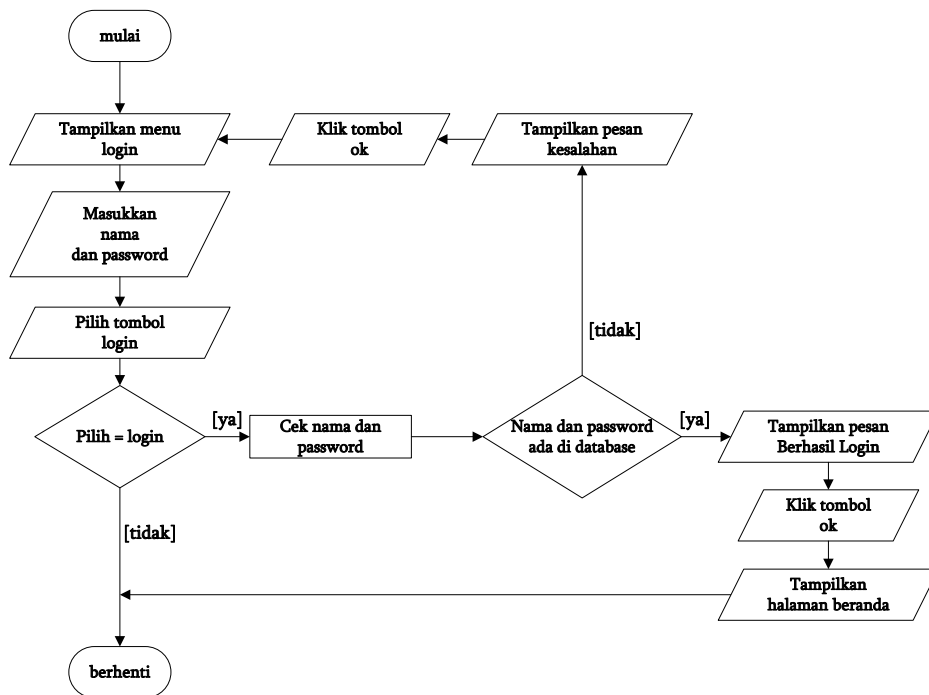 mulai
Tampilkan menu
login
Klik tombol
ok
Tampilkan pesan
kesalahan
Masukkan
nama
dan password
Pilih tombol
login
[tidak]
Pilih = login
[ya]
Cek nama dan
password
Nama dan password
ada di database
[ya]
Tampilkan pesan
Berhasil Login
Klik tombol
ok
[tidak]
Tampilkan
halaman beranda
berhenti